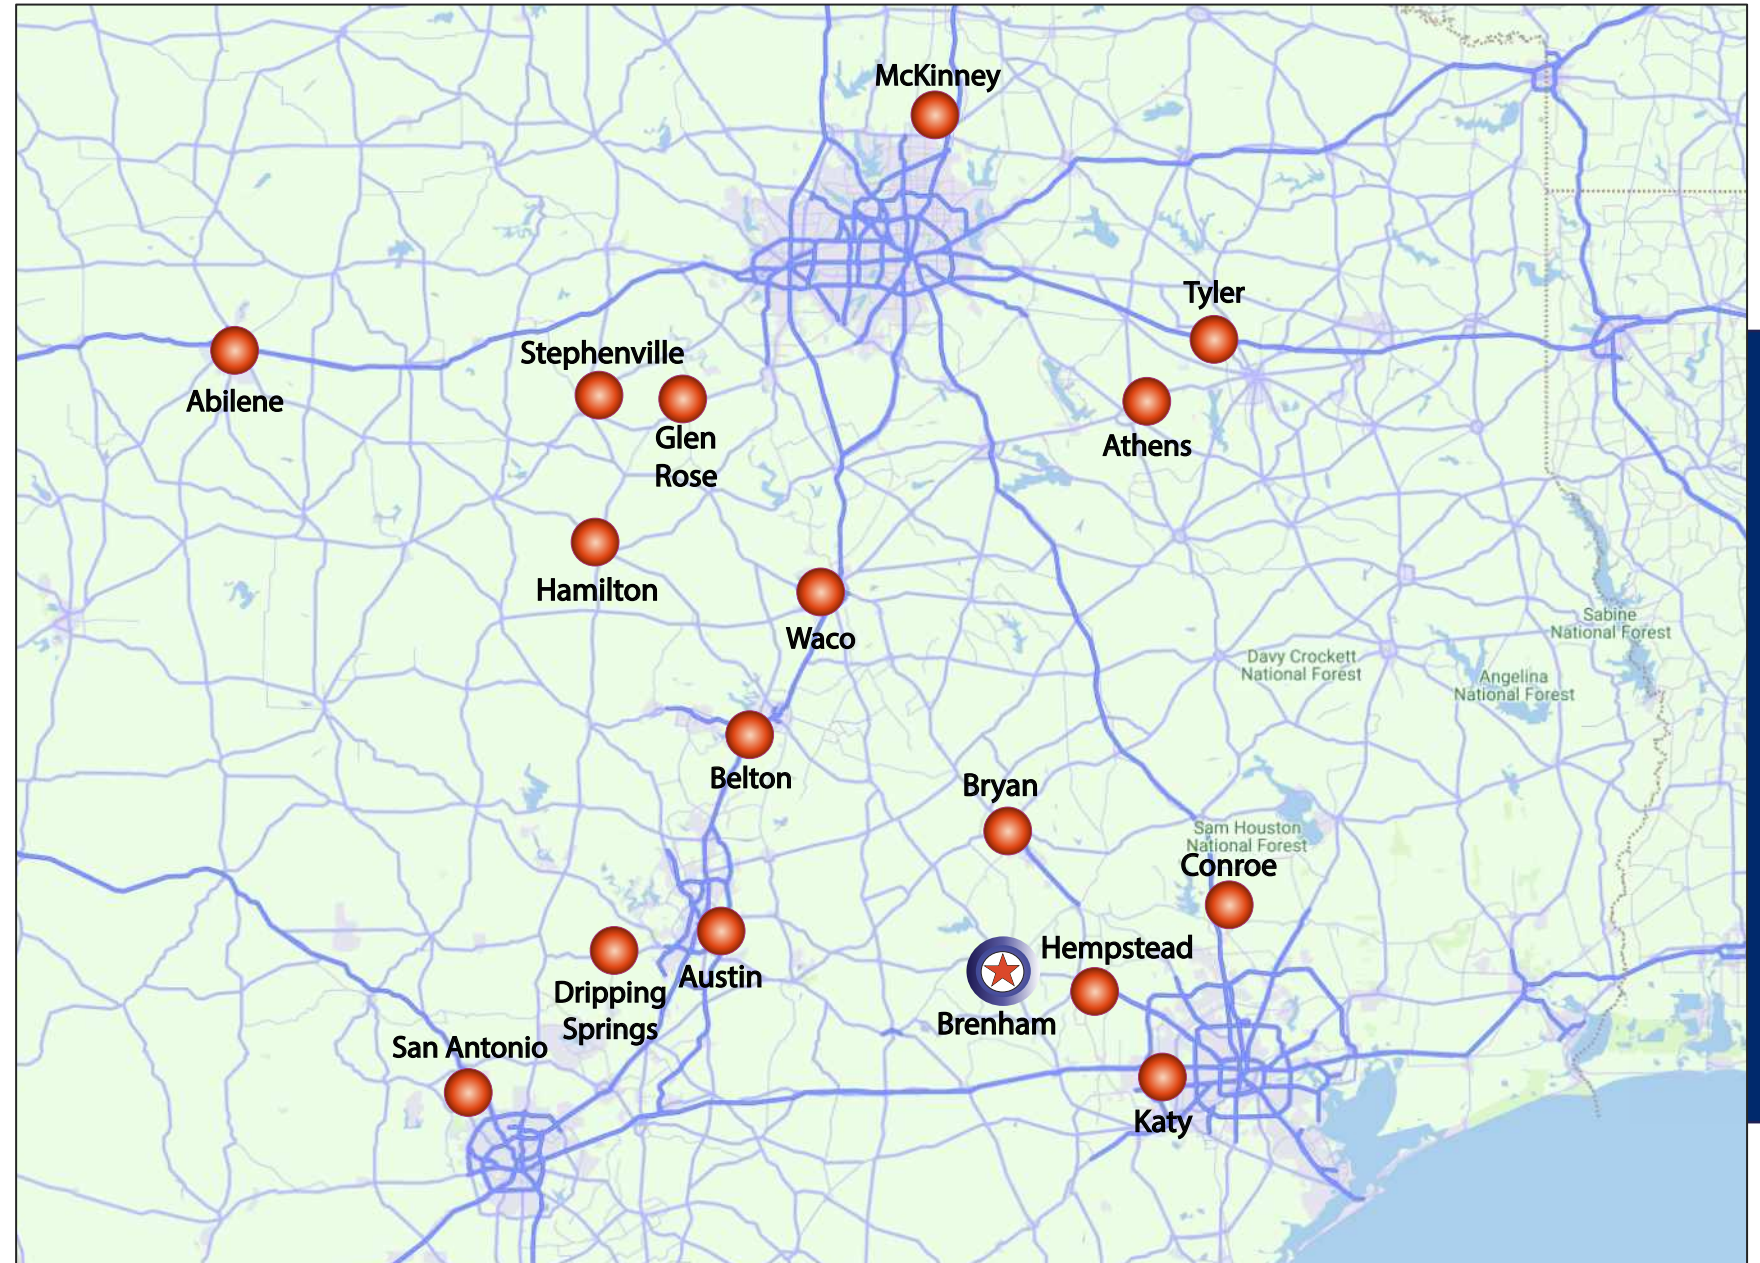 McKinney
Tyler
Stephenville
Abilene
Glen
Rose
Athens
Hamilton
Waco
Sabine
National Forest
Davy Crockett
National Forest
Angelina
National Forest
Belton
Bryan
Sam Houston
National Forest
Conroe
Hempstead
Austin
Dripping
Springs
Brenham
San Antonio
Katy